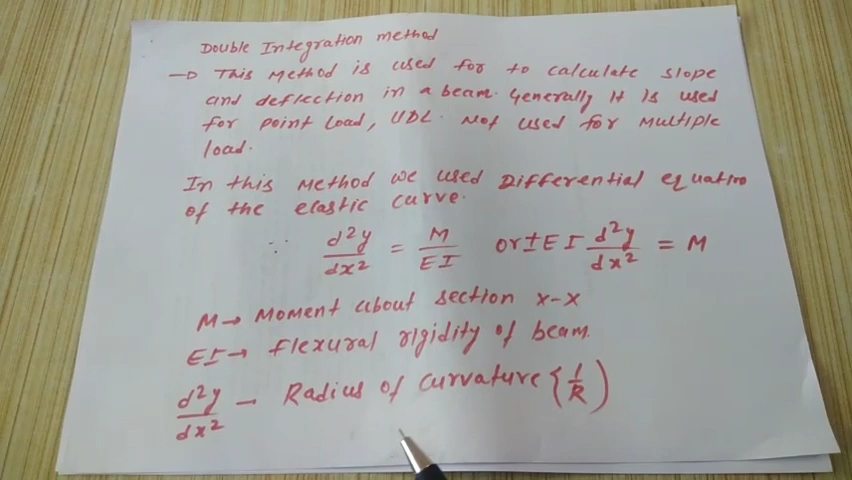 Double Integration method
→ This Method is used for to calculate slope
and deflection in a beam. Generally It is used
for point load, UDL. Not used for Multiple
load.
In this Method we used Differential equation
of the elastic curve.
∵ d²y/dx² = M/EI or ± EI d²y/dx² = M
M → Moment about section x-x
EI → flexural rigidity of beam.
d²y/dx² → Radius of curvature {1/R)